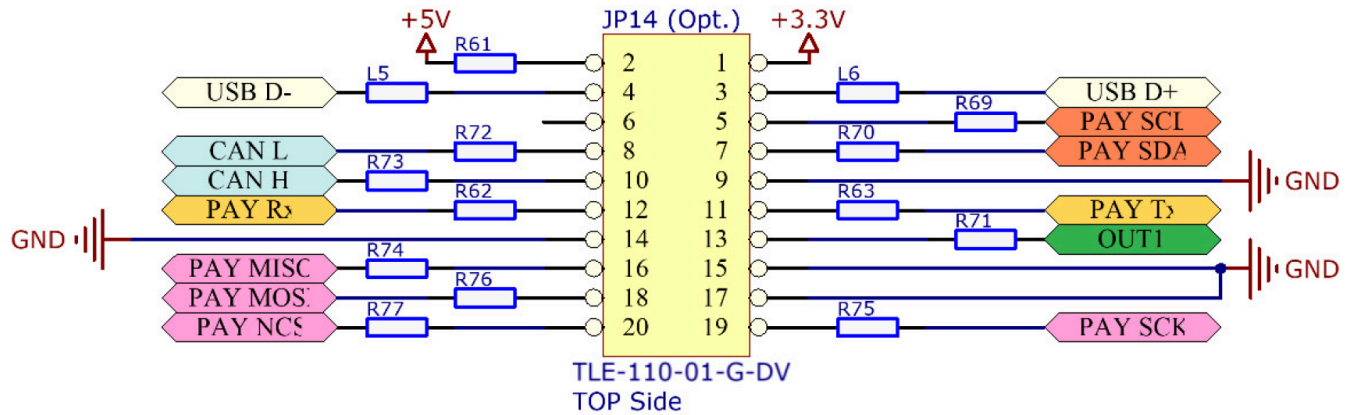 JP14 (Opt.)
+5V
+3.3V
R61
2 1
L5
L6
USB D-
4 3
USB D+
R69
6 5
PAY SCL
R72
R70
CAN L
8 7
PAY SDA
R73
CAN H
10 9
GND
R62
R63
PAY Rx
12 11
PAY Tx
R71
GND
14 13
OUT1
R74
PAY MISO
16 15
GND
R76
PAY MOSI
18 17
R77
R75
PAY NCS
20 19
PAY SCK
TLE-110-01-G-DV
TOP Side